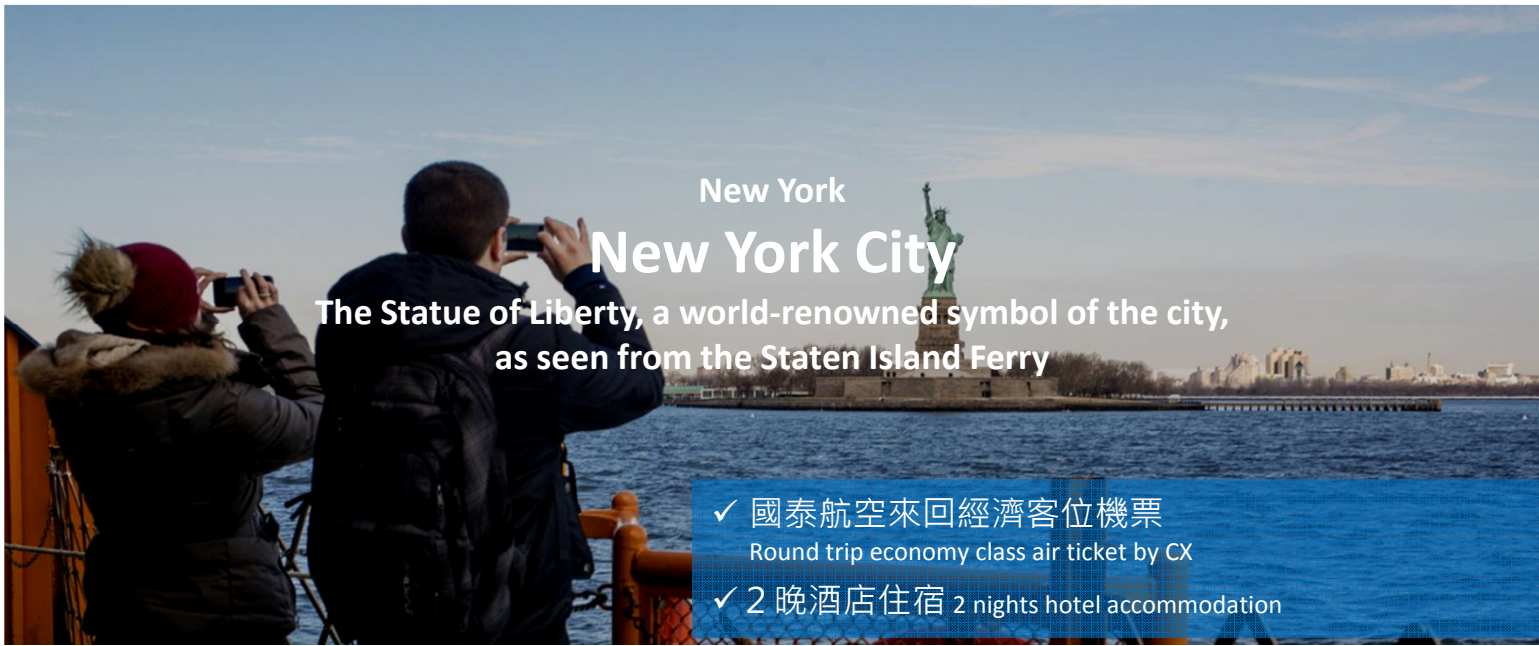 New York
New York City
The Statue of Liberty, a world-renowned symbol of the city,
as seen from the Staten Island Ferry
✓ 國泰航空來回經濟客位機票
Round trip economy class air ticket by CX
✓ 2 晚酒店住宿 2 nights hotel accommodation